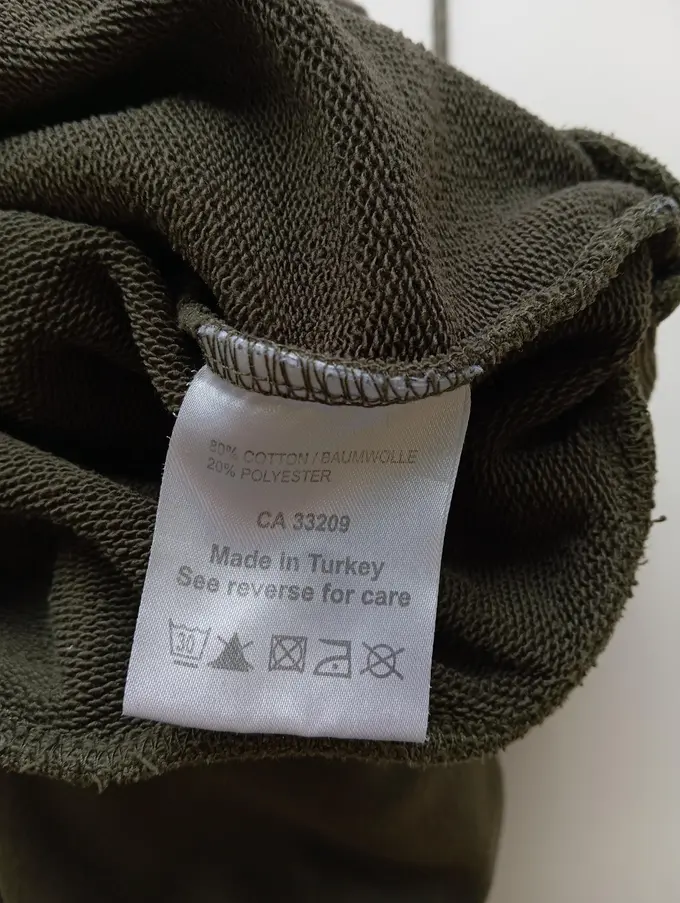 80% COTTON / BAUMWOLLE
20% POLYESTER
CA 33209
Made in Turkey
See reverse for care
30